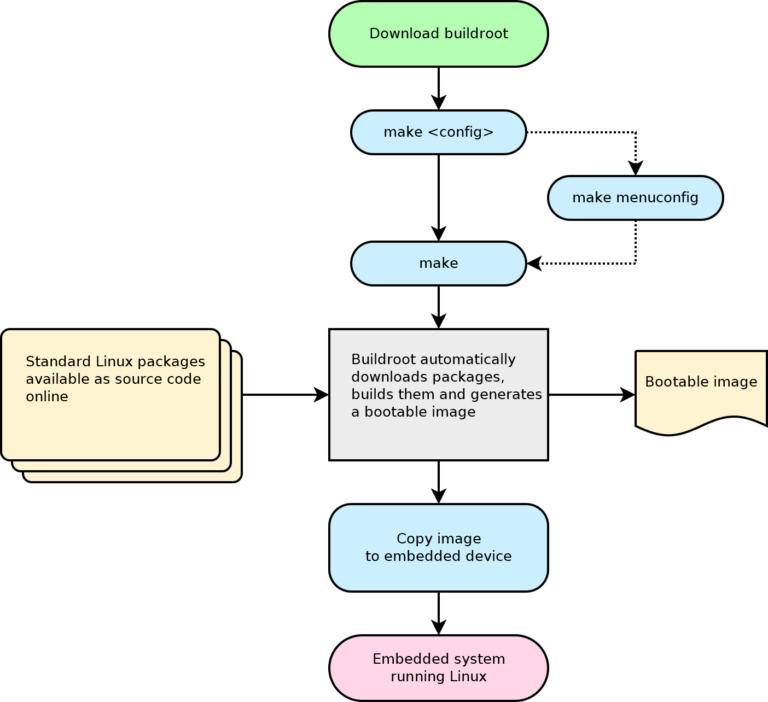 Download buildroot
make <config>
make menuconfig
make
Standard Linux packages
available as source code
online
Buildroot automatically
downloads packages,
builds them and generates
a bootable image
Bootable image
Copy image
to embedded device
Embedded system
running Linux